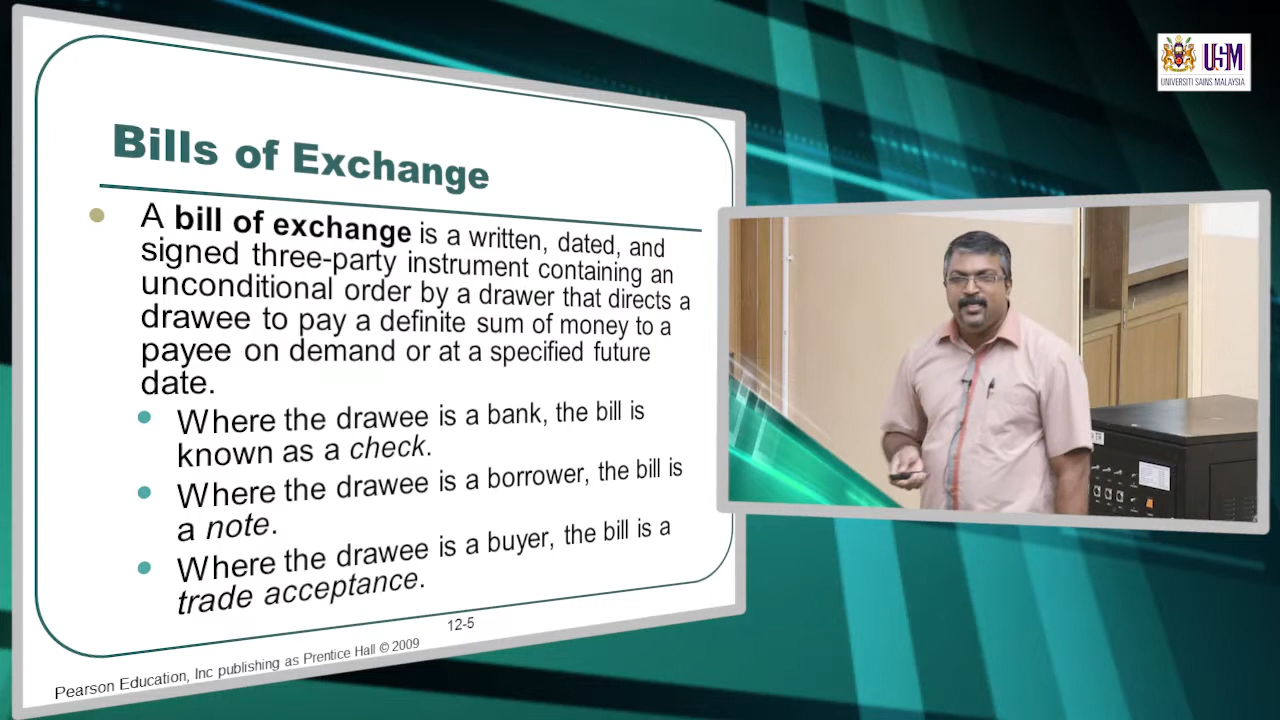 Bills of Exchange
A bill of exchange is a written, dated, and
signed three-party instrument containing an
unconditional order by a drawer that directs a
drawee to pay a definite sum of money to a
payee on demand or at a specified future
date.
Where the drawee is a bank, the bill is
known as a check.
Where the drawee is a borrower, the bill is
a note.
Where the drawee is a buyer, the bill is a
trade acceptance.
12-5
Pearson Education, Inc publishing as Prentice Hall © 2009
USM
UNIVERSITI SAINS MALAYSIA